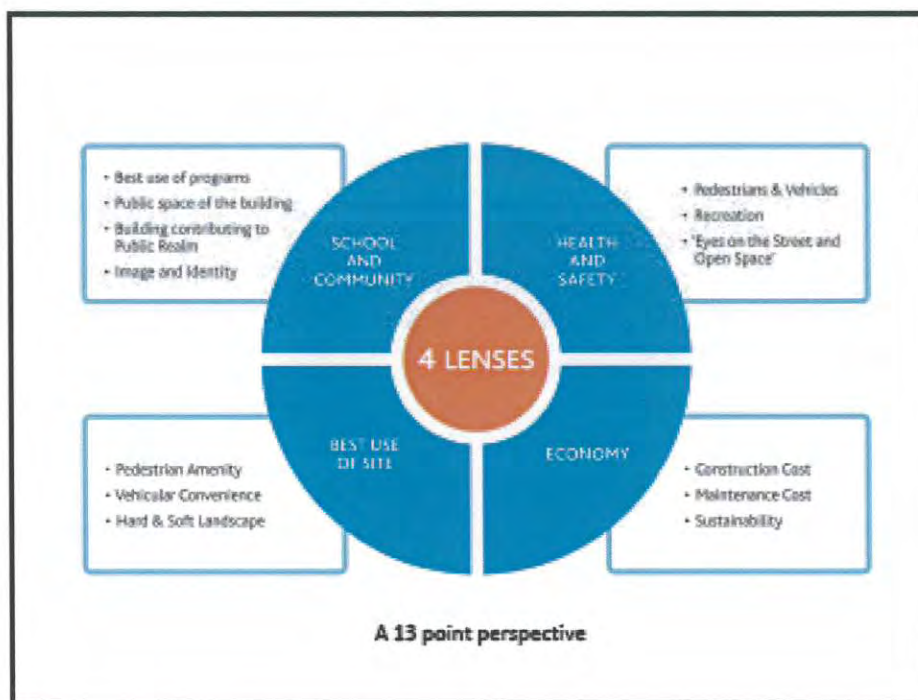 • Best use of programs
• Public space of the building
• Building contributing to
Public Realm
• Image and Identity
SCHOOL
AND
COMMUNITY
HEALTH
AND
SAFETY
• Pedestrians & Vehicles
• Recreation
• 'Eyes on the Street and
Open Space'
4 LENSES
• Pedestrian Amenity
• Vehicular Convenience
• Hard & Soft Landscape
BEST USE
OF SITE
ECONOMY
• Construction Cost
• Maintenance Cost
• Sustainability
A 13 point perspective